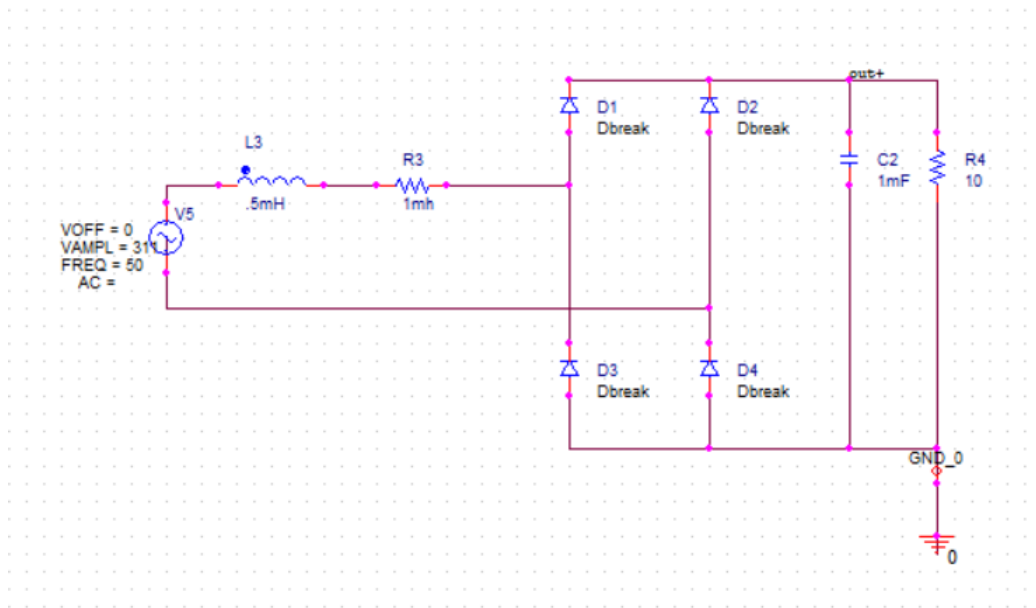 out+
D1
Dbreak
D2
Dbreak
L3
.5mH
R3
1mh
C2
1mF
R4
10
V5
VOFF = 0
VAMPL = 311
FREQ = 50
AC =
D3
Dbreak
D4
Dbreak
GND_0
0